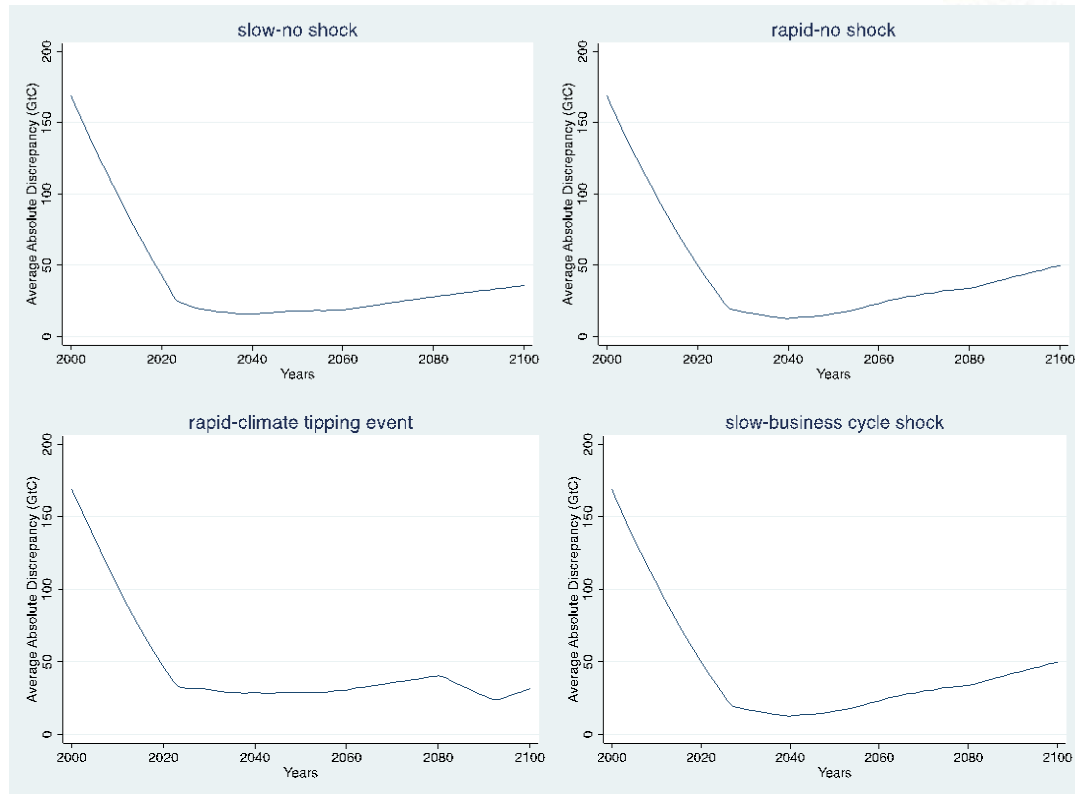 slow-no shock
Average Absolute Discrepancy (GtC)
200
150
100
50
0
2000 2020 2040 2060 2080 2100
Years
rapid-no shock
Average Absolute Discrepancy (GtC)
200
150
100
50
0
2000 2020 2040 2060 2080 2100
Years
rapid-climate tipping event
Average Absolute Discrepancy (GtC)
200
150
100
50
0
2000 2020 2040 2060 2080 2100
Years
slow-business cycle shock
Average Absolute Discrepancy (GtC)
200
150
100
50
0
2000 2020 2040 2060 2080 2100
Years